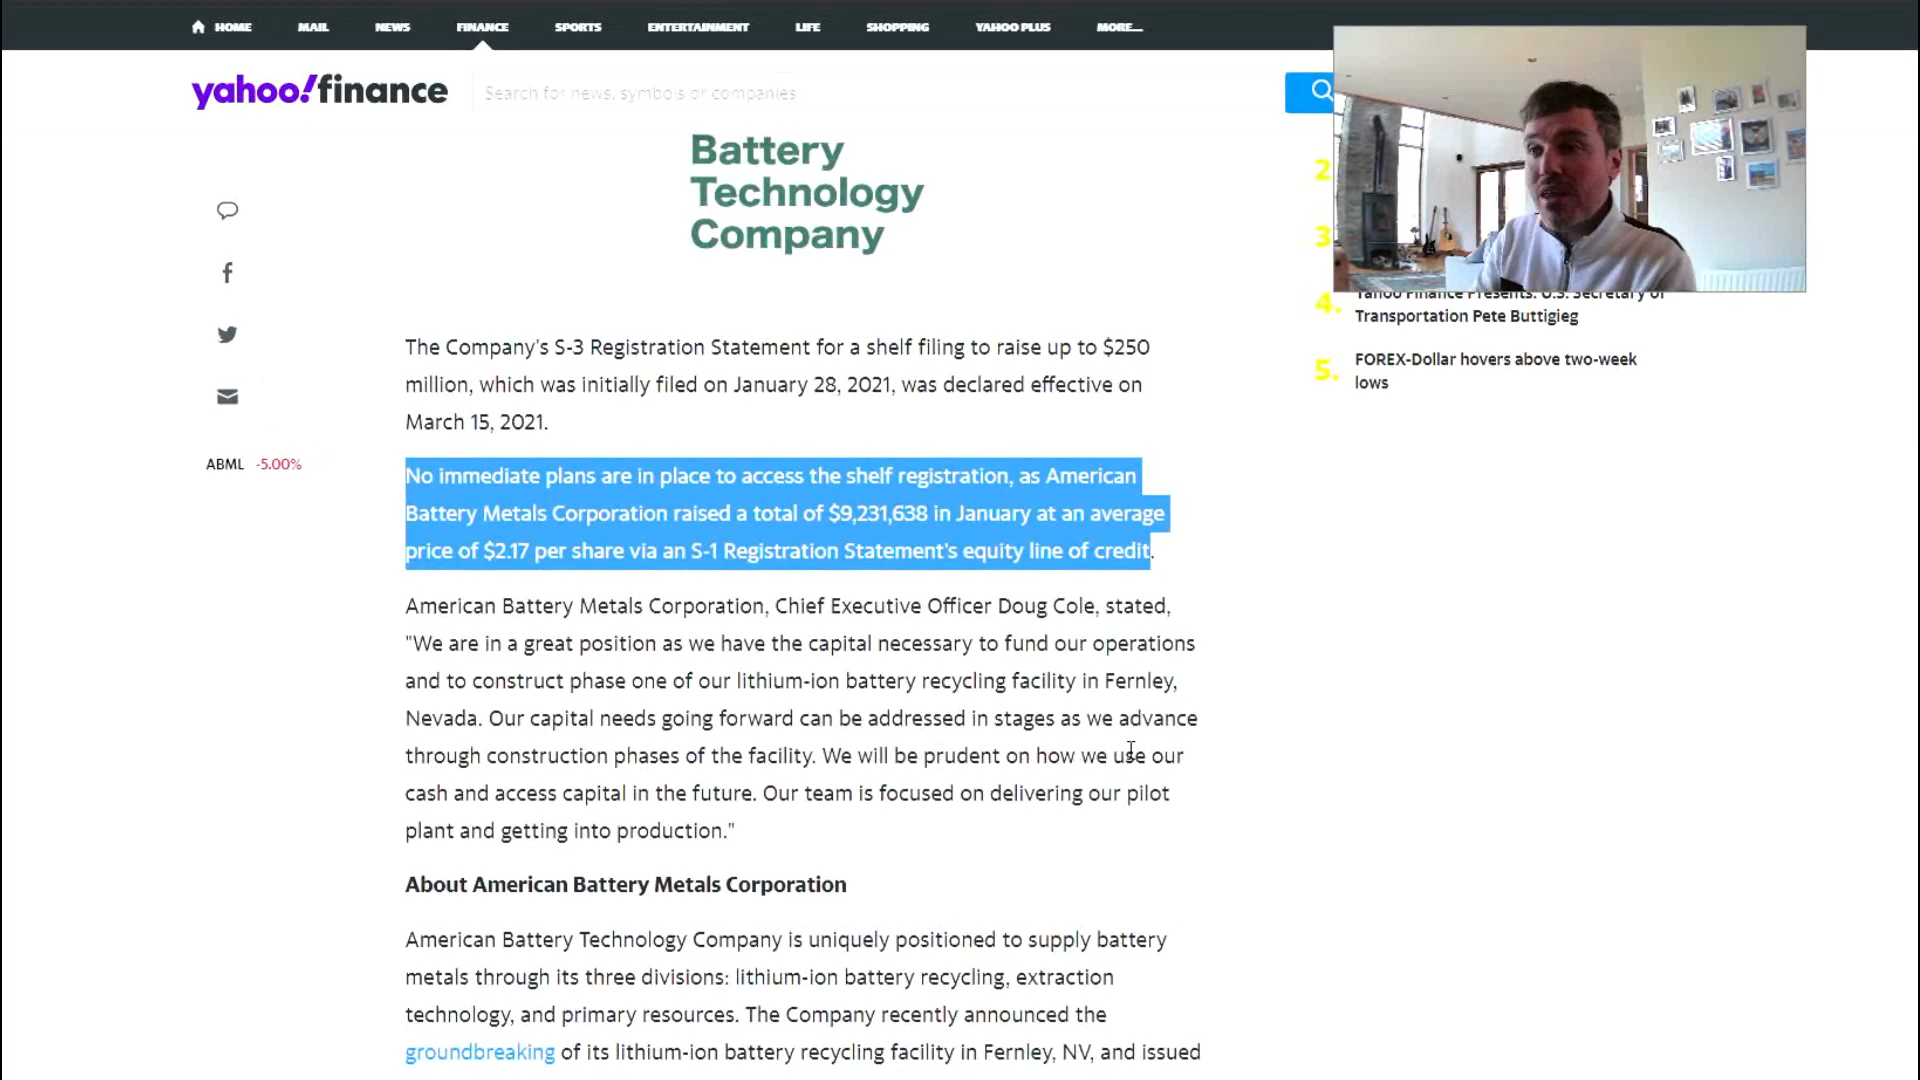 HOME MAIL NEWS FINANCE SPORTS ENTERTAINMENT LIFE SHOPPING YAHOO PLUS MORE...
yahoo!finance
Search for news, symbols or companies
Battery
Technology
Company
2
3.
4.
Yahoo Finance Presents: U.S. Secretary of
Transportation Pete Buttigieg
5.
FOREX-Dollar hovers above two-week
lows
ABML -5.00%
The Company's S-3 Registration Statement for a shelf filing to raise up to $250
million, which was initially filed on January 28, 2021, was declared effective on
March 15, 2021.
No immediate plans are in place to access the shelf registration, as American
Battery Metals Corporation raised a total of $9,231,638 in January at an average
price of $2.17 per share via an S-1 Registration Statement's equity line of credit.
American Battery Metals Corporation, Chief Executive Officer Doug Cole, stated,
"We are in a great position as we have the capital necessary to fund our operations
and to construct phase one of our lithium-ion battery recycling facility in Fernley,
Nevada. Our capital needs going forward can be addressed in stages as we advance
through construction phases of the facility. We will be prudent on how we use our
cash and access capital in the future. Our team is focused on delivering our pilot
plant and getting into production."
About American Battery Metals Corporation
American Battery Technology Company is uniquely positioned to supply battery
metals through its three divisions: lithium-ion battery recycling, extraction
technology, and primary resources. The Company recently announced the
groundbreaking of its lithium-ion battery recycling facility in Fernley, NV, and issued